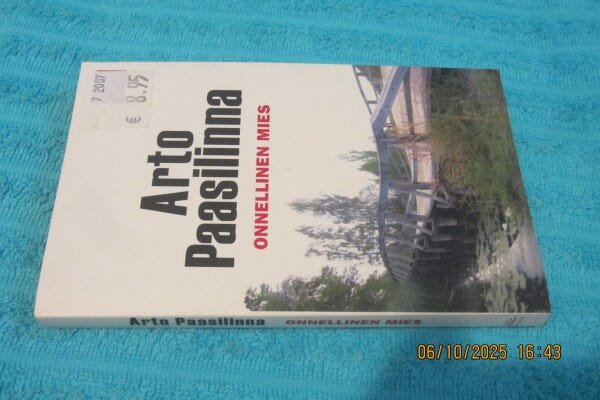 7 2007
€ 8.95
Arto
Paasilinna
ONNELLINEN MIES
Arto Paasilinna ONNELLINEN MIES
06/10/2025 16:43